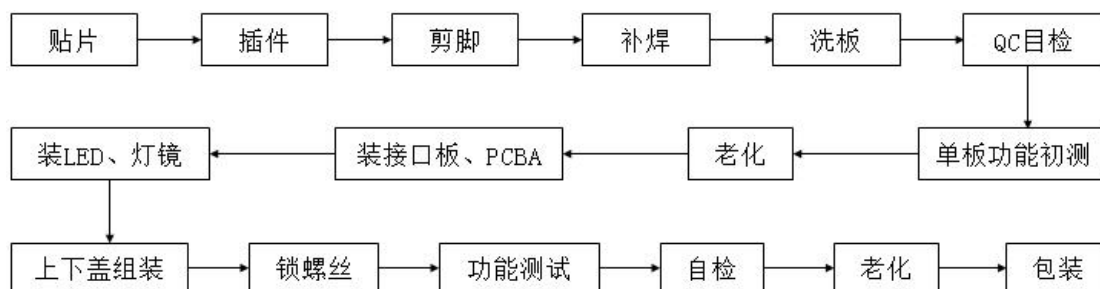 贴片 插件 剪脚 补焊 洗板 QC目检
装LED、灯镜 装接口板、PCBA 老化 单板功能初测
上下盖组装 锁螺丝 功能测试 自检 老化 包装